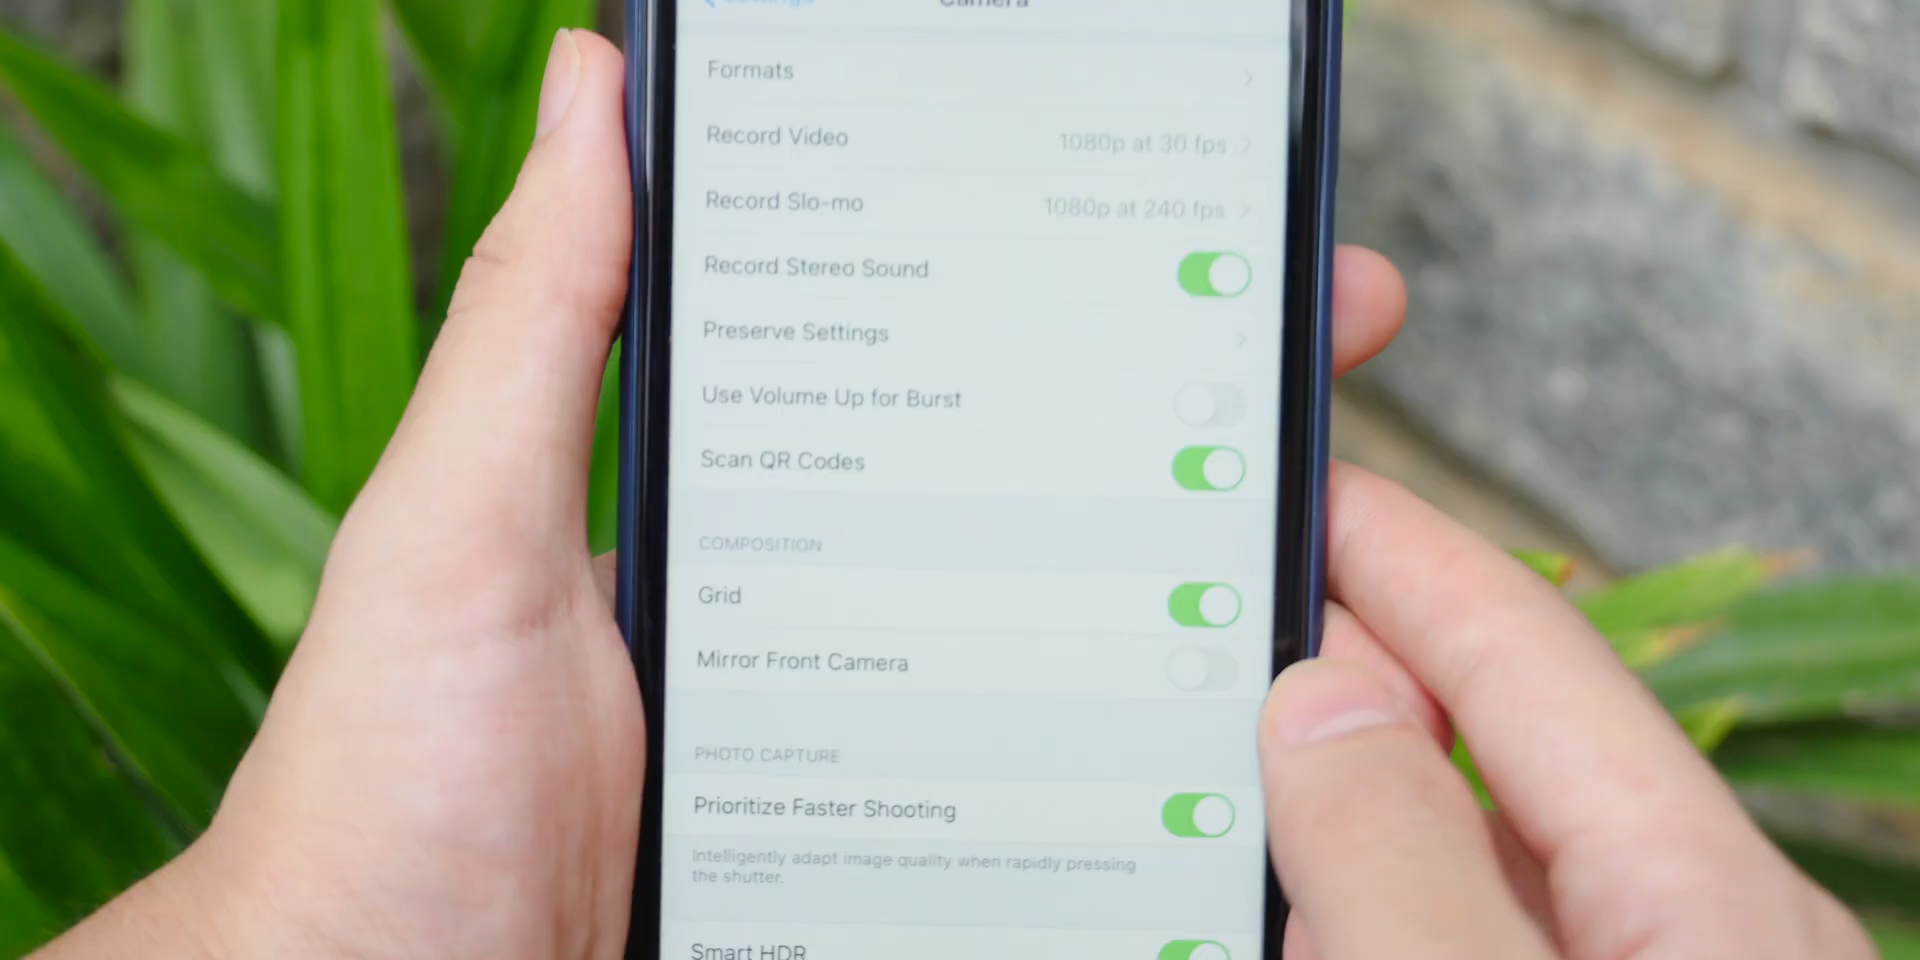 Settings
Camera
Formats
Record Video 1080p at 30 fps
Record Slo-mo 1080p at 240 fps
Record Stereo Sound
Preserve Settings
Use Volume Up for Burst
Scan QR Codes
COMPOSITION
Grid
Mirror Front Camera
PHOTO CAPTURE
Prioritize Faster Shooting
Intelligently adapt image quality when rapidly pressing
the shutter.
Smart HDR